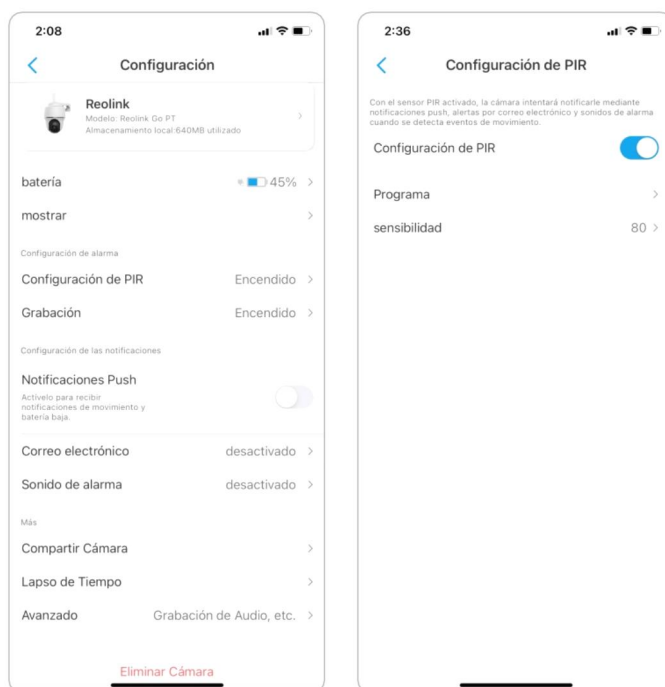 2:08
Configuración
Reolink
Modelo: Reolink Go PT
Almacenamiento local:640MB utilizado
batería 45%
mostrar
Configuración de alarma
Configuración de PIR Encendido
Grabación Encendido
Configuración de las notificaciones
Notificaciones Push
Actívelo para recibir
notificaciones de movimiento y
batería baja.
Correo electrónico desactivado
Sonido de alarma desactivado
Más
Compartir Cámara
Lapso de Tiempo
Avanzado Grabación de Audio, etc.
Eliminar Cámara
2:36
Configuración de PIR
Con el sensor PIR activado, la cámara intentará notificarle mediante
notificaciones push, alertas por correo electrónico y sonidos de alarma
cuando se detecta eventos de movimiento.
Configuración de PIR
Programa
sensibilidad 80